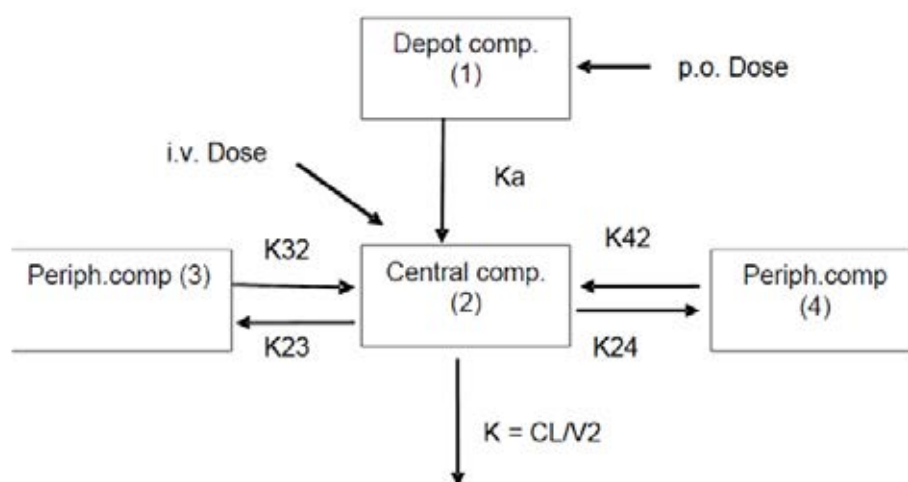 Depot comp.
(1)
p.o. Dose
i.v. Dose
Ka
K32
K42
Periph.comp (3)
Central comp.
(2)
Periph.comp
(4)
K23
K24
K = CL/V2